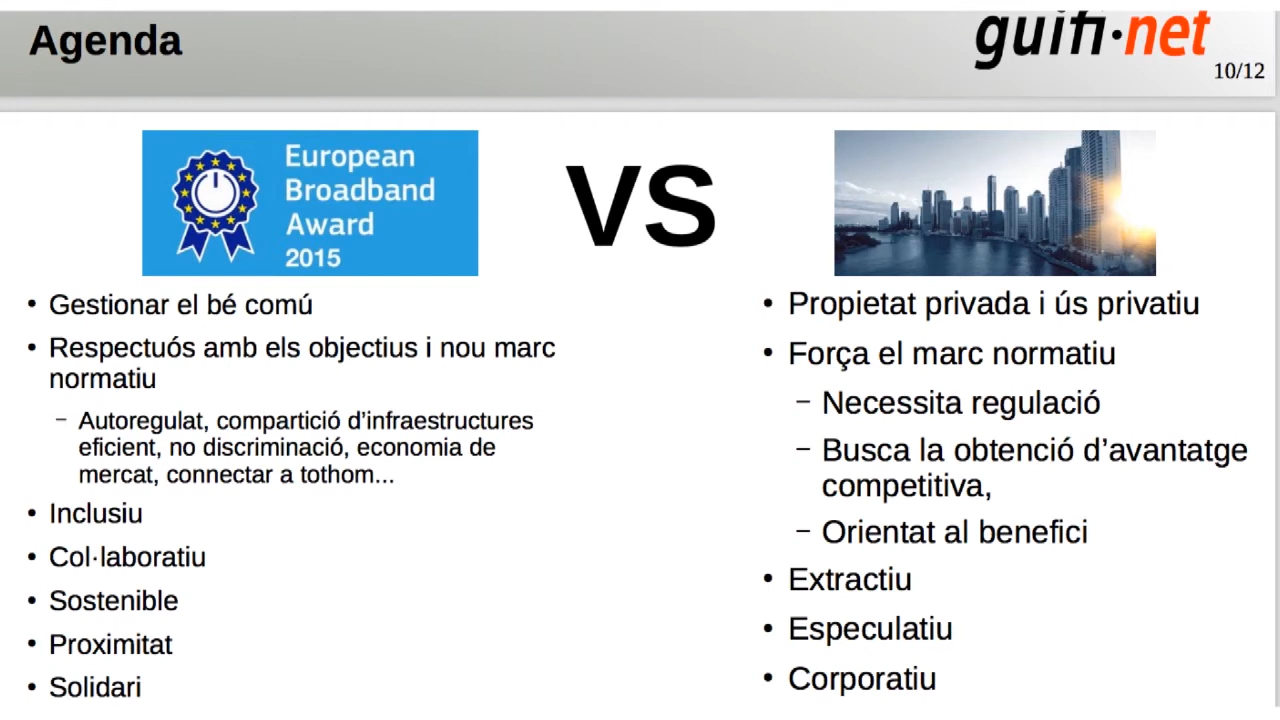 Agenda
guifi·net
10/12
European
Broadband
Award
2015
VS
• Gestionar el bé comú
• Respectuós amb els objectius i nou marc
normatiu
– Autoregulat, compartició d’infraestructures
eficient, no discriminació, economia de
mercat, connectar a tothom...
• Inclusiu
• Col·laboratiu
• Sostenible
• Proximitat
• Solidari
• Propietat privada i ús privatiu
• Força el marc normatiu
– Necessita regulació
– Busca la obtenció d’avantatge
competitiva,
– Orientat al benefici
• Extractiu
• Especulatiu
• Corporatiu